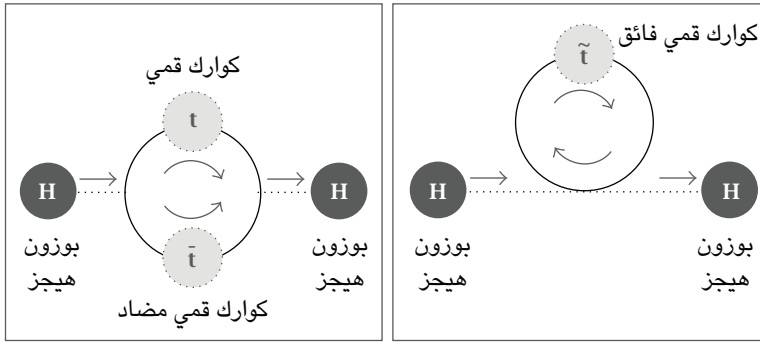 كوارك قمي
t
H
H
بوزون
هيجز
بوزون
هيجز
t̄
كوارك قمي مضاد
كوارك قمي فائق
t̃
H
H
بوزون
هيجز
بوزون
هيجز